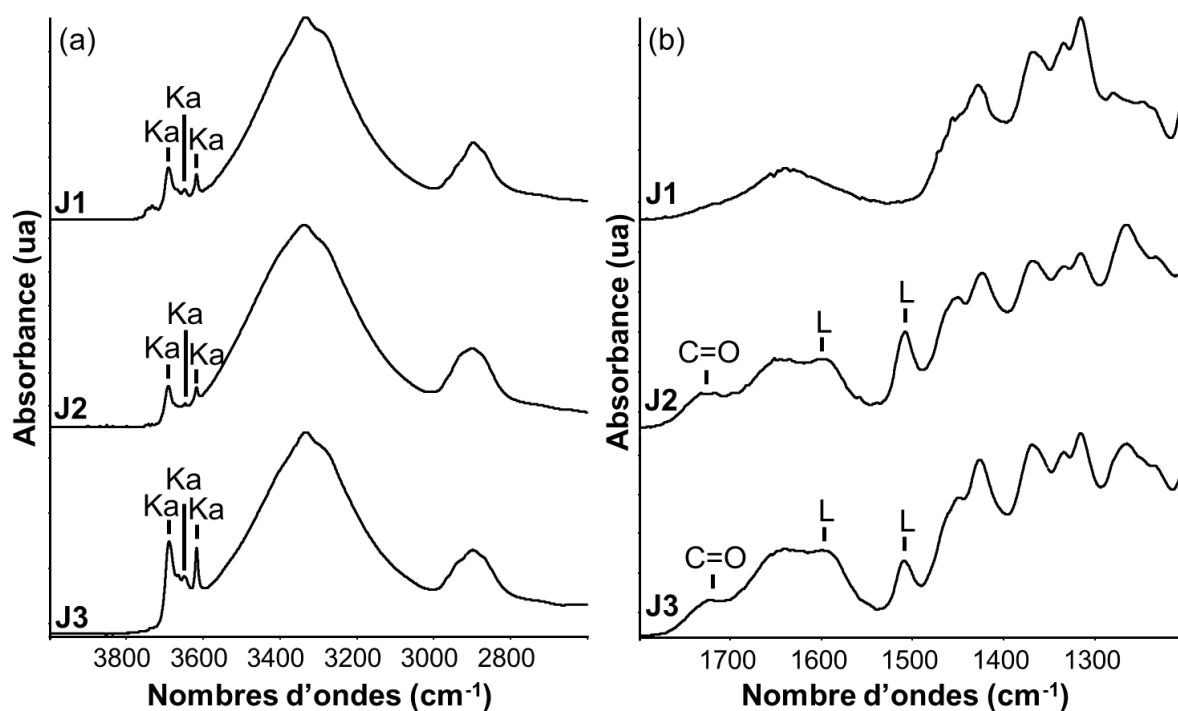 (a)
Ka
Ka
Ka
J1
Ka
Ka
Ka
J2
Ka
Ka
Ka
J3
Absorbance (ua)
3800 3600 3400 3200 3000 2800
Nombres d’ondes (cm-1)
(b)
J1
L
L
C=O
J2
L
L
C=O
J3
Absorbance (ua)
1700 1600 1500 1400 1300
Nombre d’ondes (cm-1)